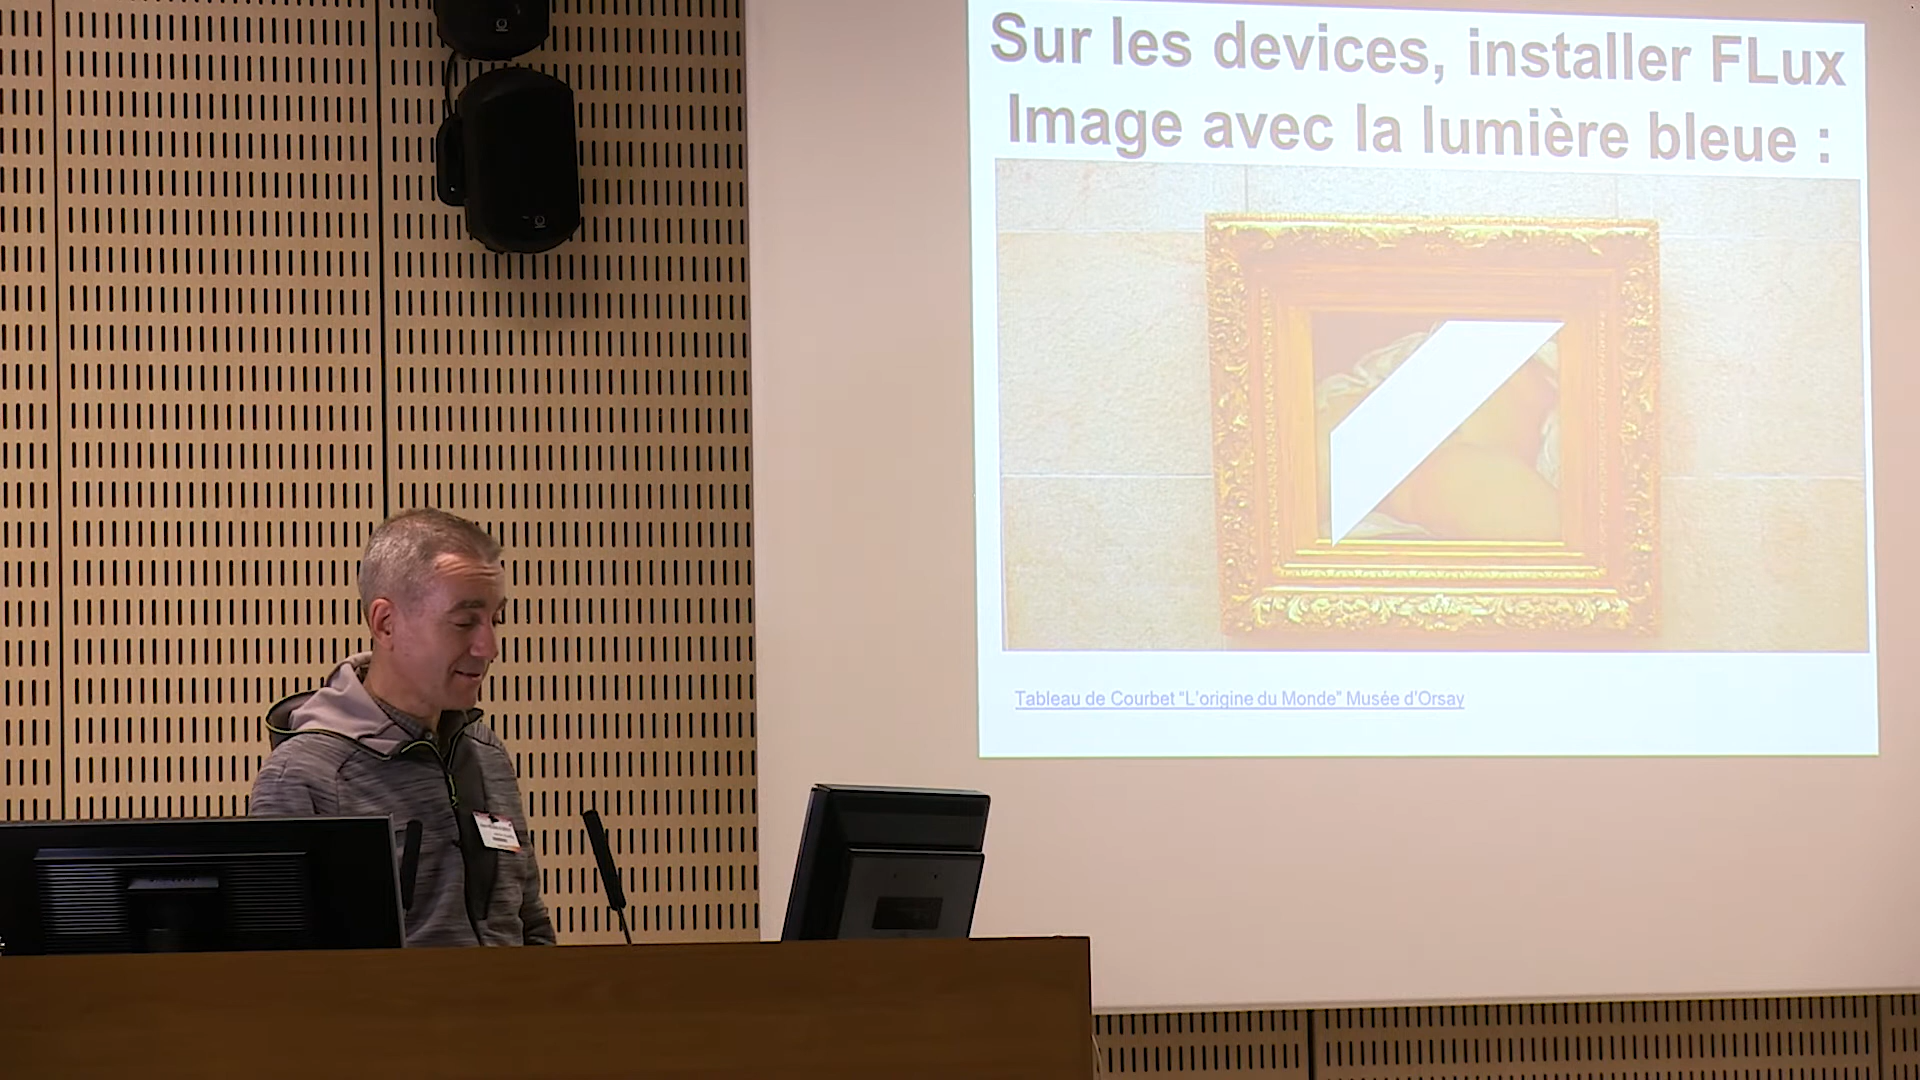 Sur les devices, installer FLux
Image avec la lumière bleue :
Tableau de Courbet “L’origine du Monde” Musée d’Orsay